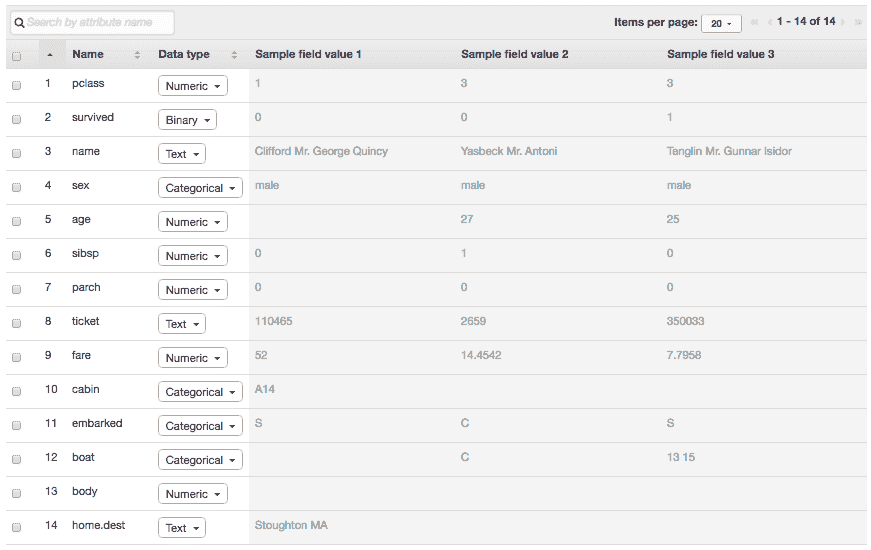 Search by attribute name Items per page: 20 « ‹ 1 - 14 of 14 › »
Name Data type Sample field value 1 Sample field value 2 Sample field value 3
1 pclass Numeric 1 3 3
2 survived Binary 0 0 1
3 name Text Clifford Mr. George Quincy Yasbeck Mr. Antoni Tenglin Mr. Gunnar Isidor
4 sex Categorical male male male
5 age Numeric 27 25
6 sibsp Numeric 0 1 0
7 parch Numeric 0 0 0
8 ticket Text 110465 2659 350033
9 fare Numeric 52 14.4542 7.7958
10 cabin Categorical A14
11 embarked Categorical S C S
12 boat Categorical C 13 15
13 body Numeric
14 home.dest Text Stoughton MA